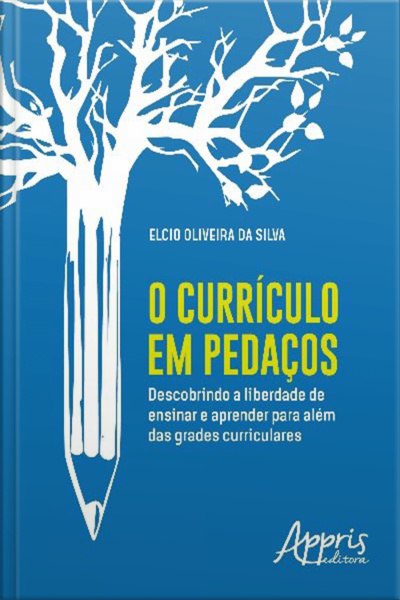 ELCIO OLIVEIRA DA SILVA
O CURRÍCULO
EM PEDAÇOS
Descobrindo a liberdade de
ensinar e aprender para além
das grades curriculares
Appris
editora